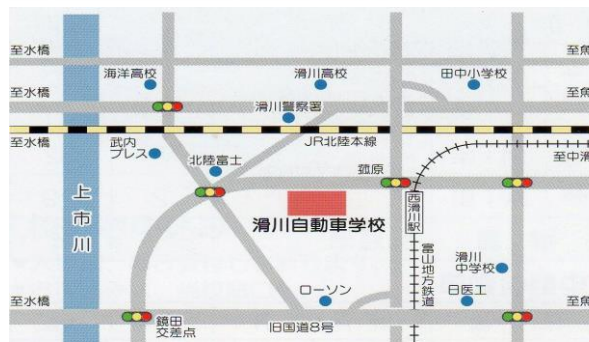 至水橋
至魚
海洋高校
滑川高校
田中小学校
至水橋
至魚
滑川警察署
至水橋
JR北陸本線
武内
プレス
北陸富士
菰原
至中滑
上市川
滑川自動車学校
西滑川駅
富山地方鉄道
滑川
中学校
ローソン
日医工
至水橋
至魚
鏡田
交差点
旧国道8号